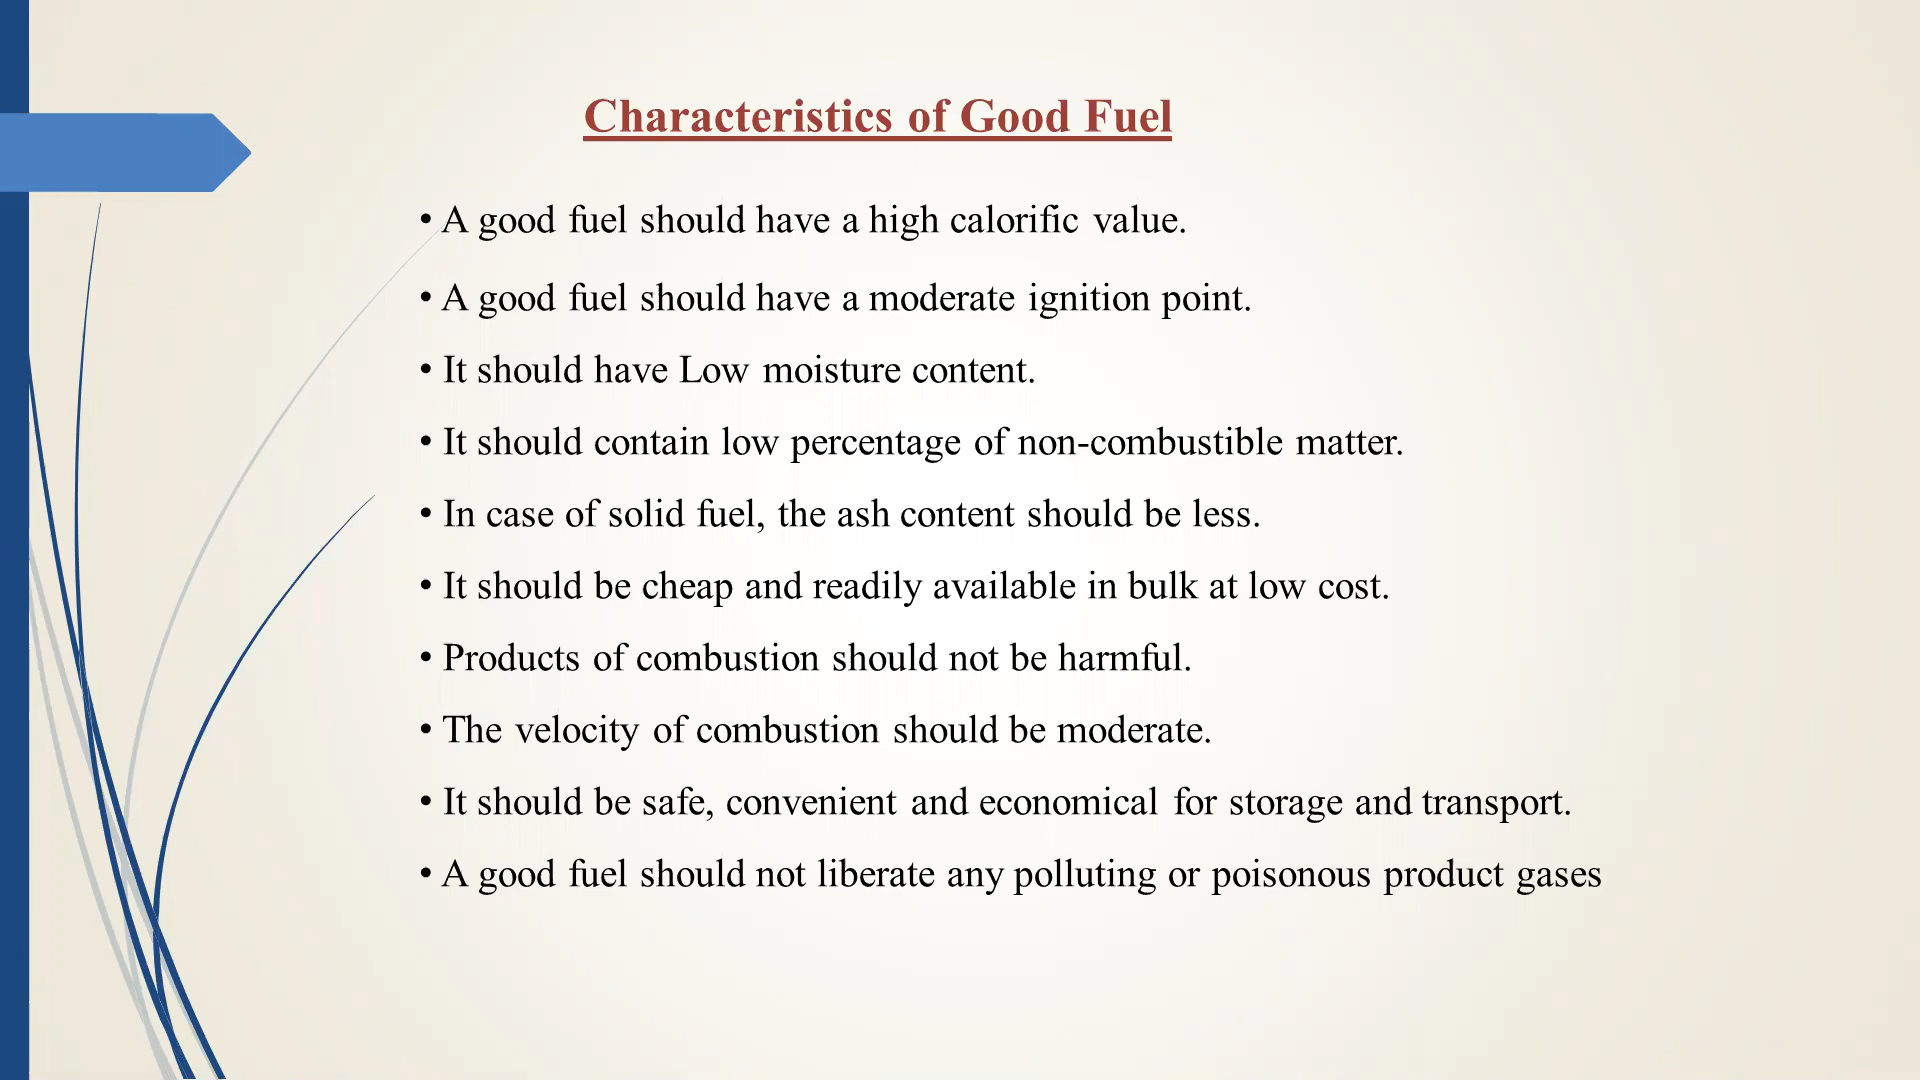 Characteristics of Good Fuel
• A good fuel should have a high calorific value.
• A good fuel should have a moderate ignition point.
• It should have Low moisture content.
• It should contain low percentage of non-combustible matter.
• In case of solid fuel, the ash content should be less.
• It should be cheap and readily available in bulk at low cost.
• Products of combustion should not be harmful.
• The velocity of combustion should be moderate.
• It should be safe, convenient and economical for storage and transport.
• A good fuel should not liberate any polluting or poisonous product gases